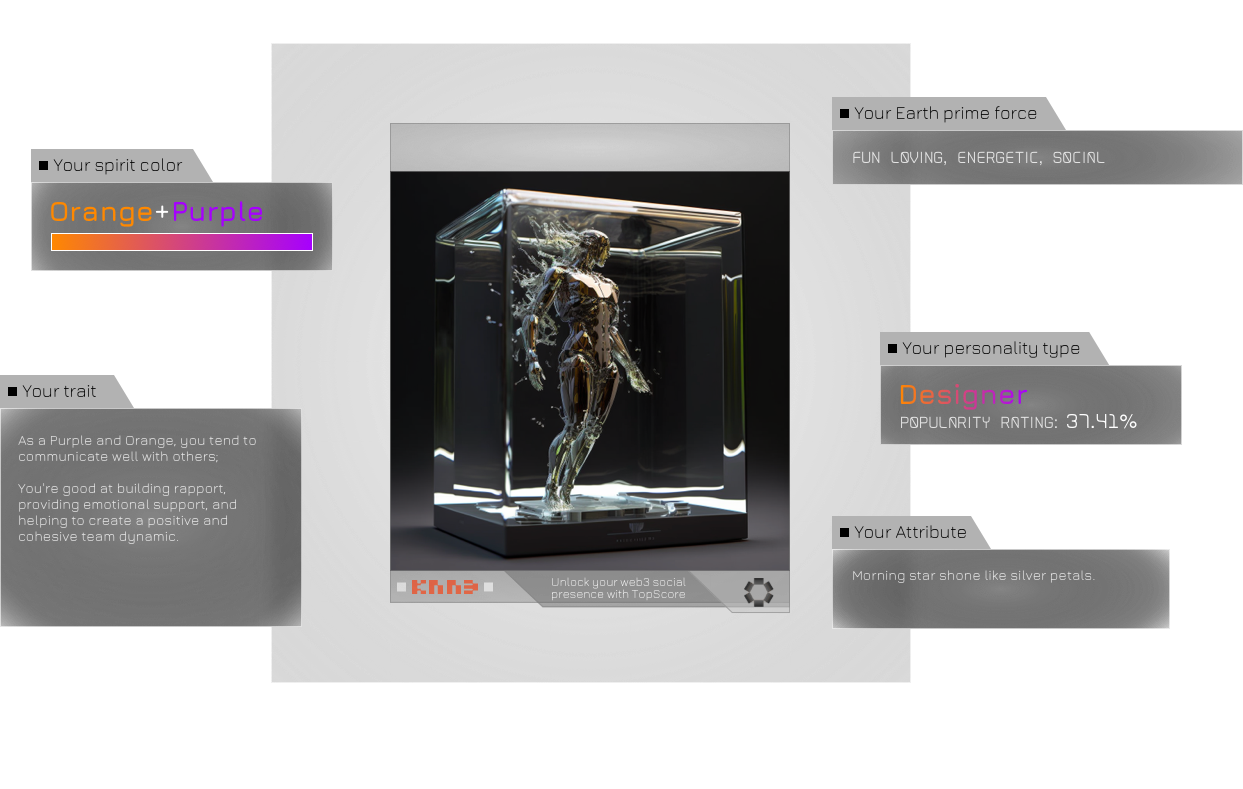 Your spirit color
Orange+Purple
Your trait
As a Purple and Orange, you tend to
communicate well with others;
You're good at building rapport,
providing emotional support, and
helping to create a positive and
cohesive team dynamic.
KNN3
Unlock your web3 social
presence with TopScore
Your Earth prime force
FUN LOVING, ENERGETIC, SOCIAL
Your personality type
Designer
POPULARITY RATING: 37.41%
Your Attribute
Morning star shone like silver petals.